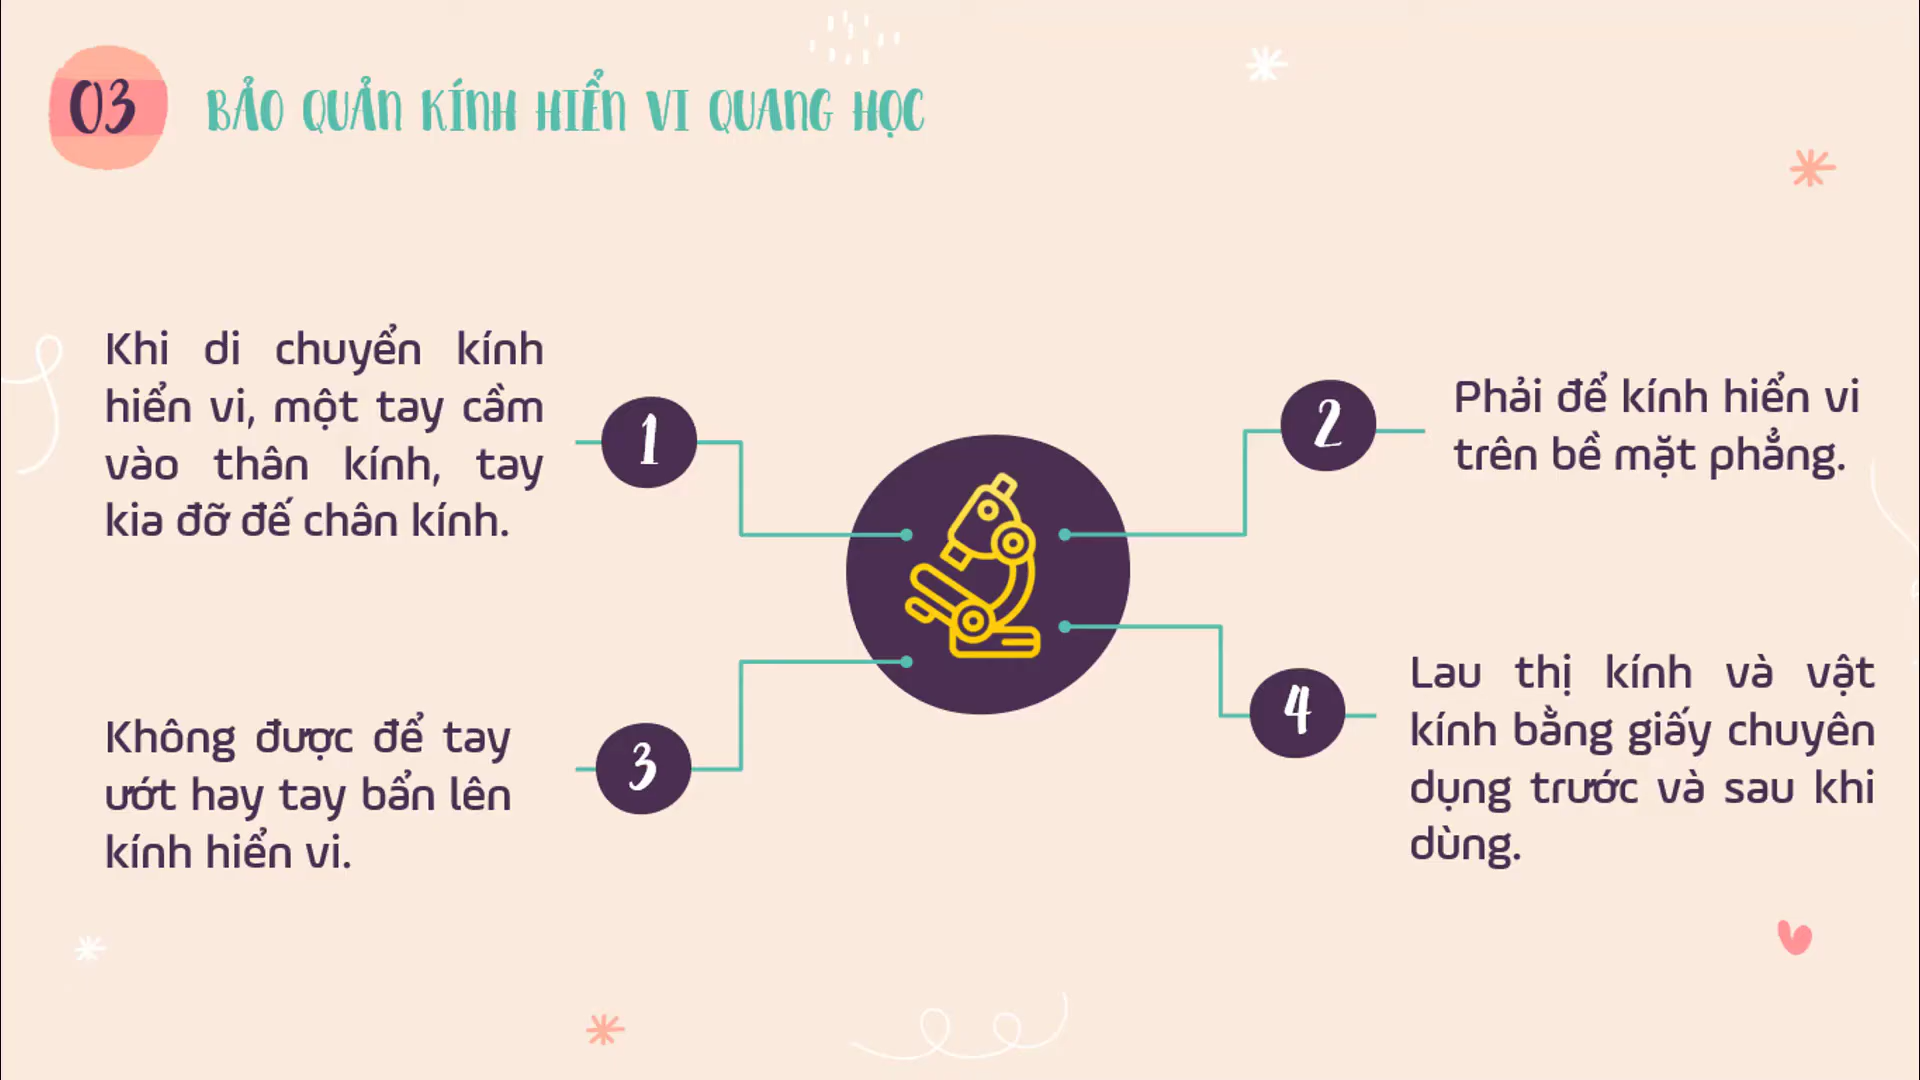 03
BẢO QUẢN KÍNH HIỂN VI QUANG HỌC
1
Khi di chuyển kính
hiển vi, một tay cầm
vào thân kính, tay
kia đỡ đế chân kính.
2
Phải để kính hiển vi
trên bề mặt phẳng.
3
Không được để tay
ướt hay tay bẩn lên
kính hiển vi.
4
Lau thị kính và vật
kính bằng giấy chuyên
dụng trước và sau khi
dùng.